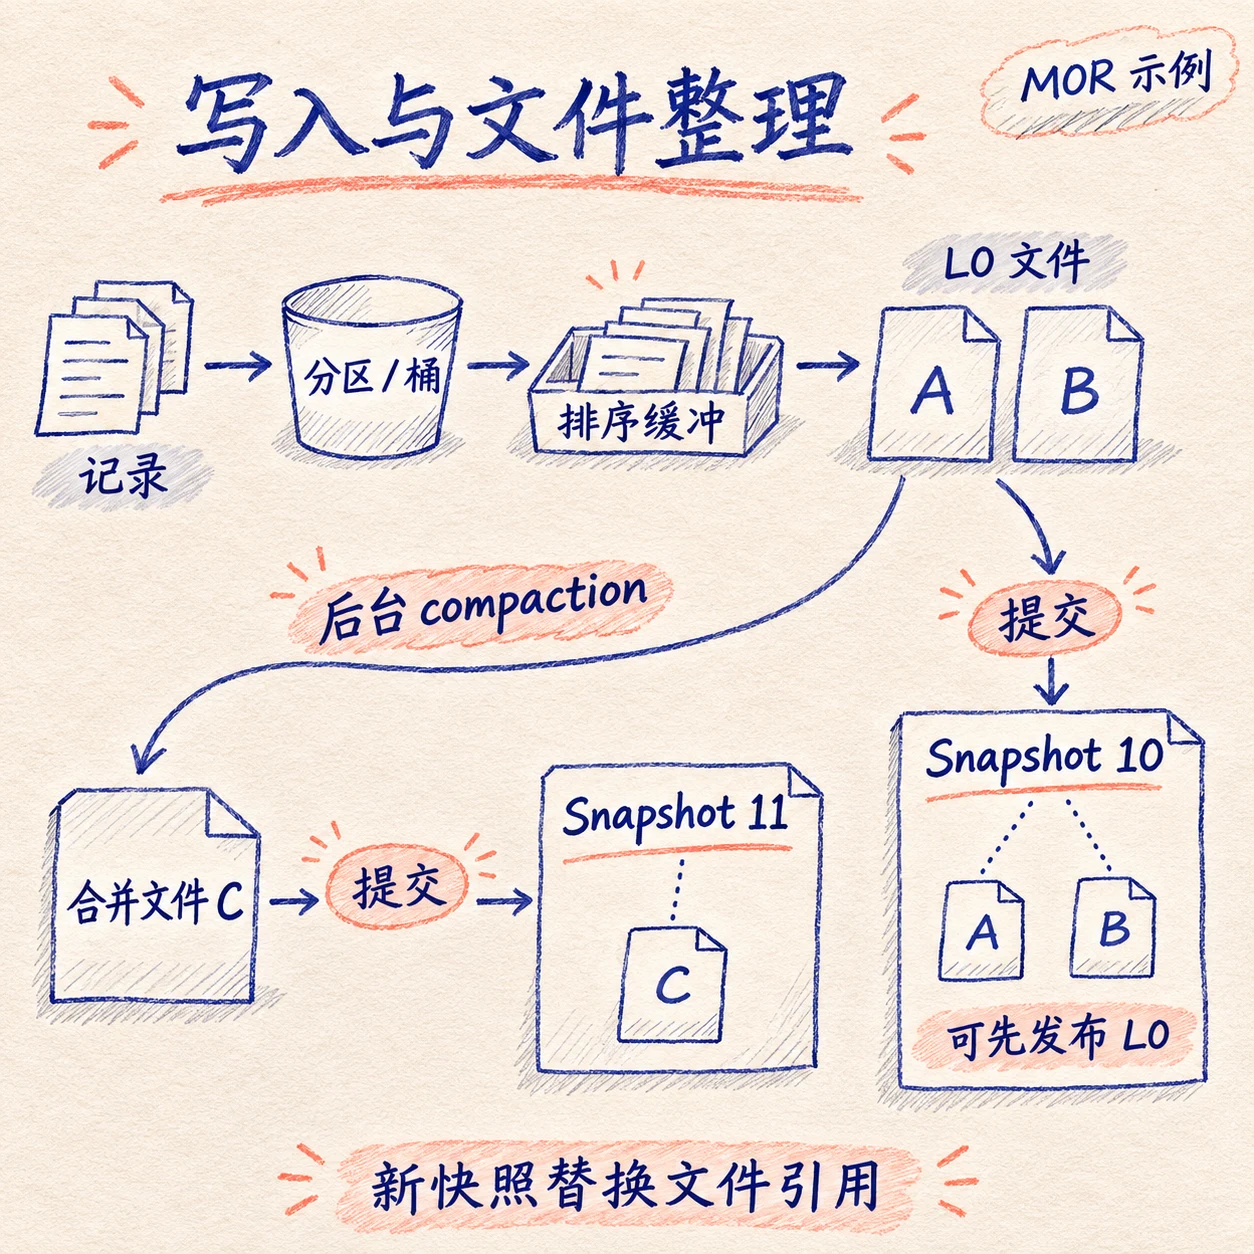 写入与文件整理
MOR 示例
记录
分区/桶
排序缓冲
L0 文件
A
B
后台 compaction
提交
Snapshot 10
A
B
可先发布 L0
合并文件 C
提交
Snapshot 11
C
新快照替换文件引用